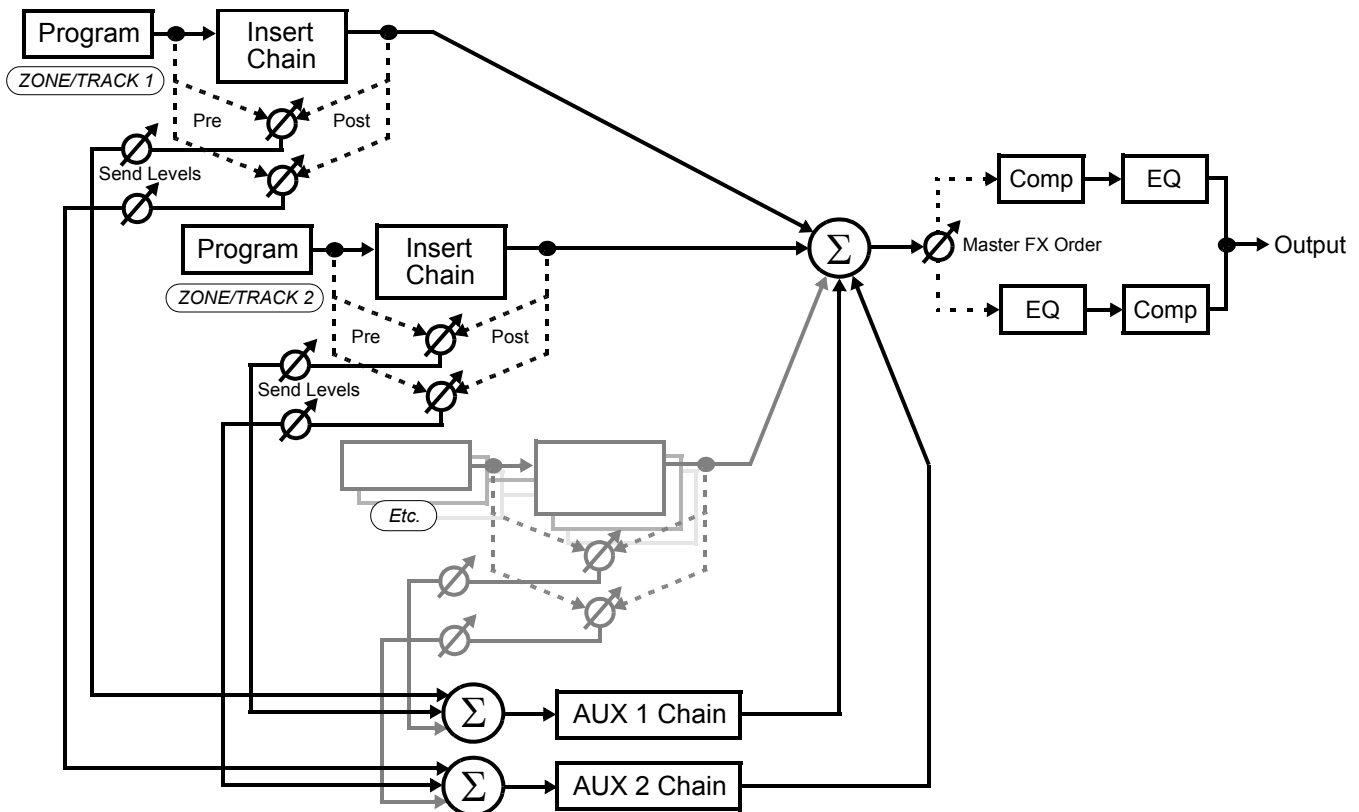 Program
Insert
Chain
ZONE/TRACK 1
Pre
Post
Send Levels
Program
Insert
Chain
ZONE/TRACK 2
Pre
Post
Send Levels
Etc.
Σ
AUX 1 Chain
Σ
AUX 2 Chain
Σ
Master FX Order
Comp
EQ
EQ
Comp
Output